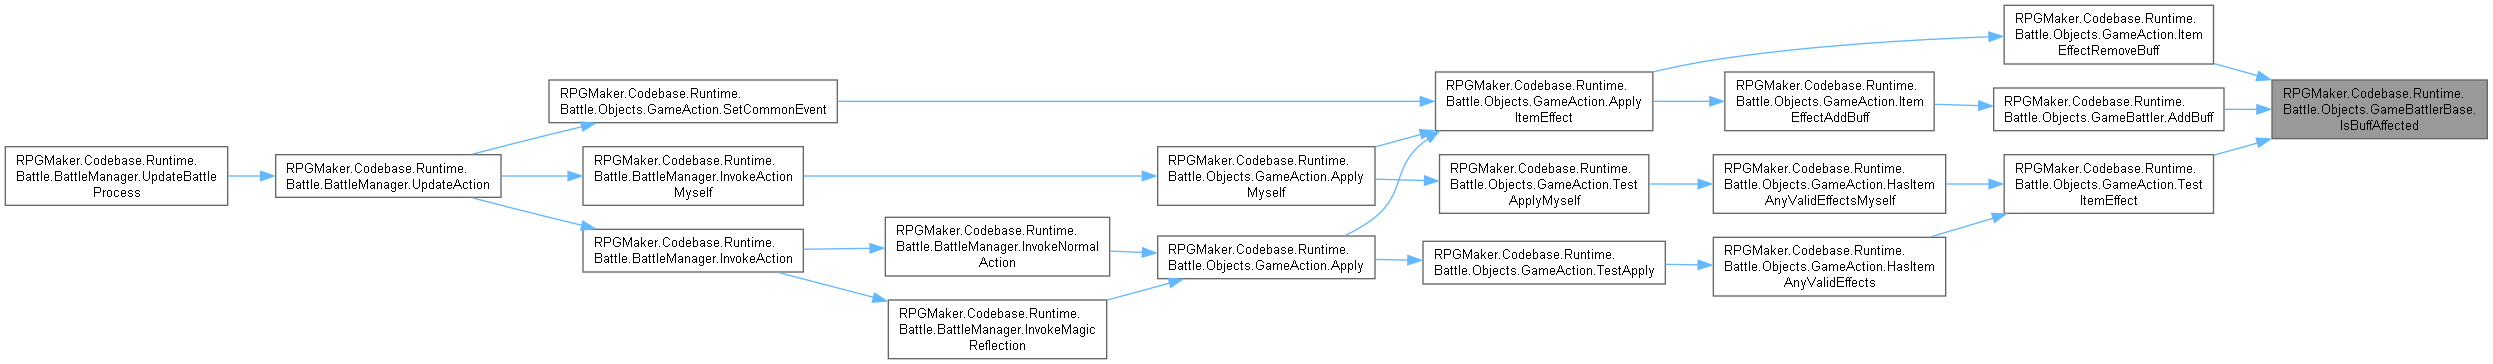 RPGMaker.Codebase.Runtime.
Battle.BattleManager.UpdateBattle
Process
RPGMaker.Codebase.Runtime.
Battle.BattleManager.UpdateAction
RPGMaker.Codebase.Runtime.
Battle.Objects.GameAction.SetCommonEvent
RPGMaker.Codebase.Runtime.
Battle.BattleManager.InvokeAction
Myself
RPGMaker.Codebase.Runtime.
Battle.BattleManager.InvokeAction
RPGMaker.Codebase.Runtime.
Battle.BattleManager.InvokeNormal
Action
RPGMaker.Codebase.Runtime.
Battle.BattleManager.InvokeMagic
Reflection
RPGMaker.Codebase.Runtime.
Battle.Objects.GameAction.Apply
Myself
RPGMaker.Codebase.Runtime.
Battle.Objects.GameAction.Apply
RPGMaker.Codebase.Runtime.
Battle.Objects.GameAction.Apply
ItemEffect
RPGMaker.Codebase.Runtime.
Battle.Objects.GameAction.Test
ApplyMyself
RPGMaker.Codebase.Runtime.
Battle.Objects.GameAction.TestApply
RPGMaker.Codebase.Runtime.
Battle.Objects.GameAction.Item
EffectAddBuff
RPGMaker.Codebase.Runtime.
Battle.Objects.GameAction.HasItem
AnyValidEffectsMyself
RPGMaker.Codebase.Runtime.
Battle.Objects.GameAction.HasItem
AnyValidEffects
RPGMaker.Codebase.Runtime.
Battle.Objects.GameAction.Item
EffectRemoveBuff
RPGMaker.Codebase.Runtime.
Battle.Objects.GameBattler.AddBuff
RPGMaker.Codebase.Runtime.
Battle.Objects.GameAction.Test
ItemEffect
RPGMaker.Codebase.Runtime.
Battle.Objects.GameBattlerBase.
IsBuffAffected